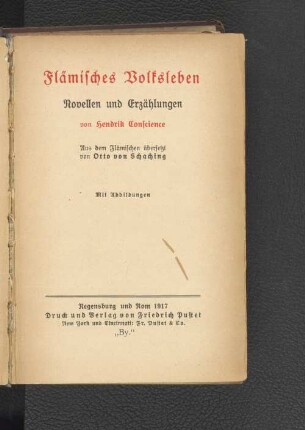 Flämisches Volksleben
Novellen und Erzählungen
von Hendrik Conscience
Aus dem Flämischen übersetzt
von Otto von Schaching
Mit Abbildungen
Regensburg und Rom 1917
Druck und Verlag von Friedrich Pustet
New York und Cincinnati: Fr. Pustet & Co.
„By.“